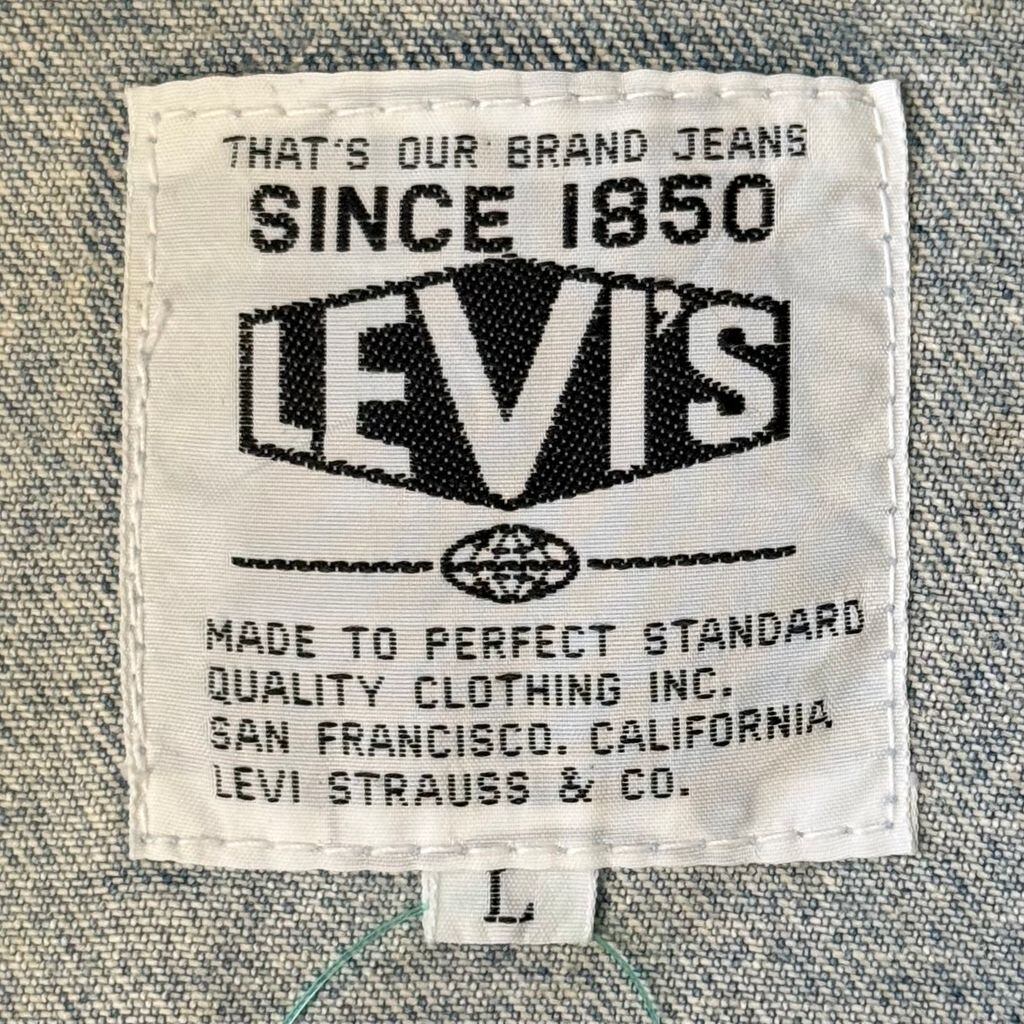 THAT'S OUR BRAND JEANS
SINCE 1850
LEVI'S
MADE TO PERFECT STANDARD
QUALITY CLOTHING INC.
SAN FRANCISCO. CALIFORNIA
LEVI STRAUSS & CO.
L